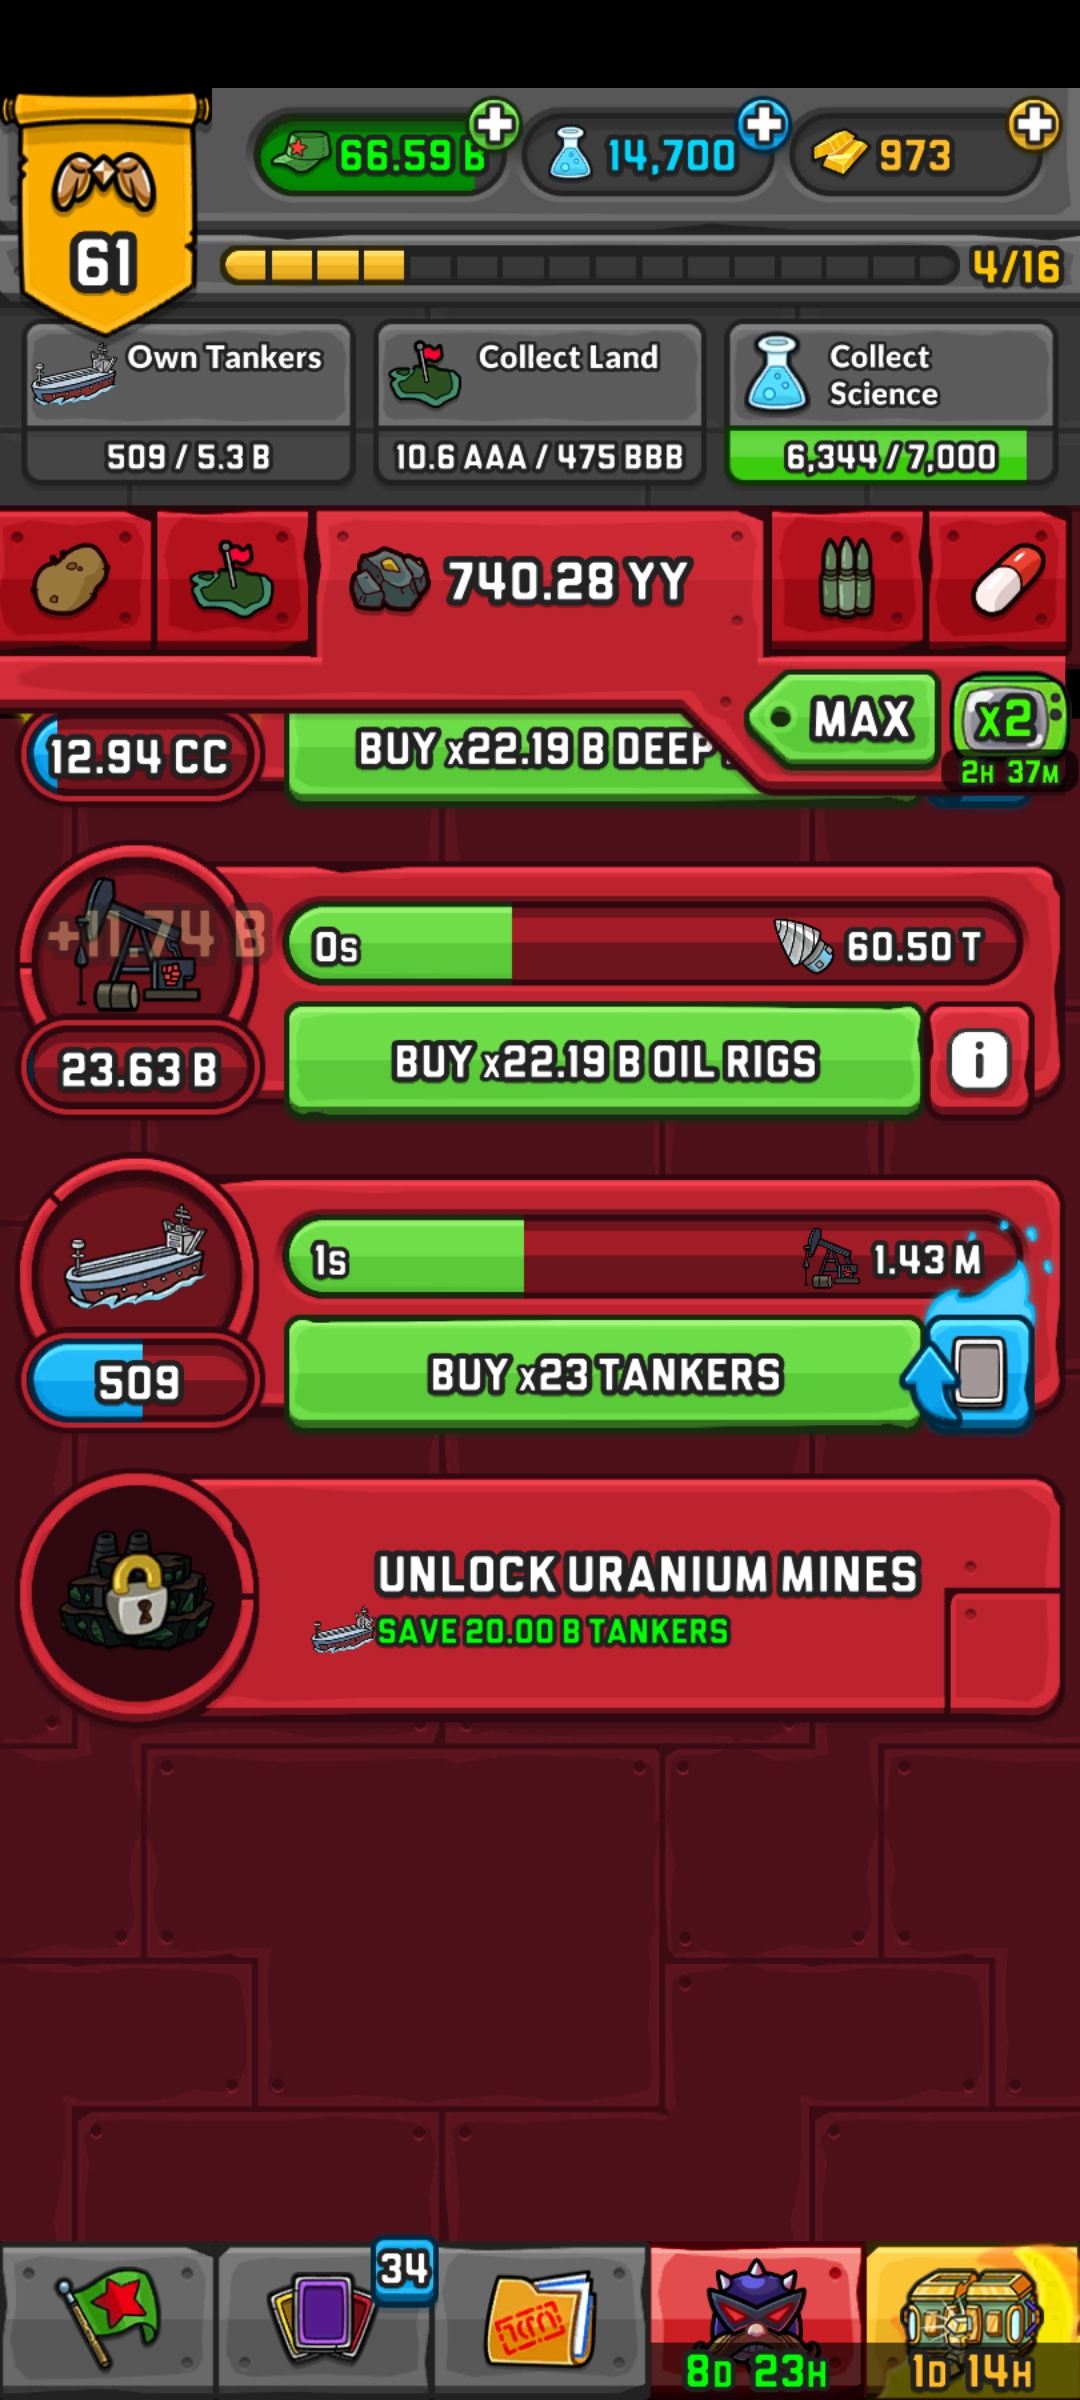 66.59 B
14,700
973
61
4/16
Own Tankers
509 / 5.3 B
Collect Land
10.6 AAA / 475 BBB
Collect
Science
6,344 / 7,000
740.28 YY
MAX
x2
2H 37M
12.94 CC
BUY x22.19 B DEEP
+11.74 B
0s
60.50 T
23.63 B
BUY x22.19 B OIL RIGS
i
1s
1.43 M
509
BUY x23 TANKERS
UNLOCK URANIUM MINES
SAVE 20.00 B TANKERS
34
8D 23H
1D 14H